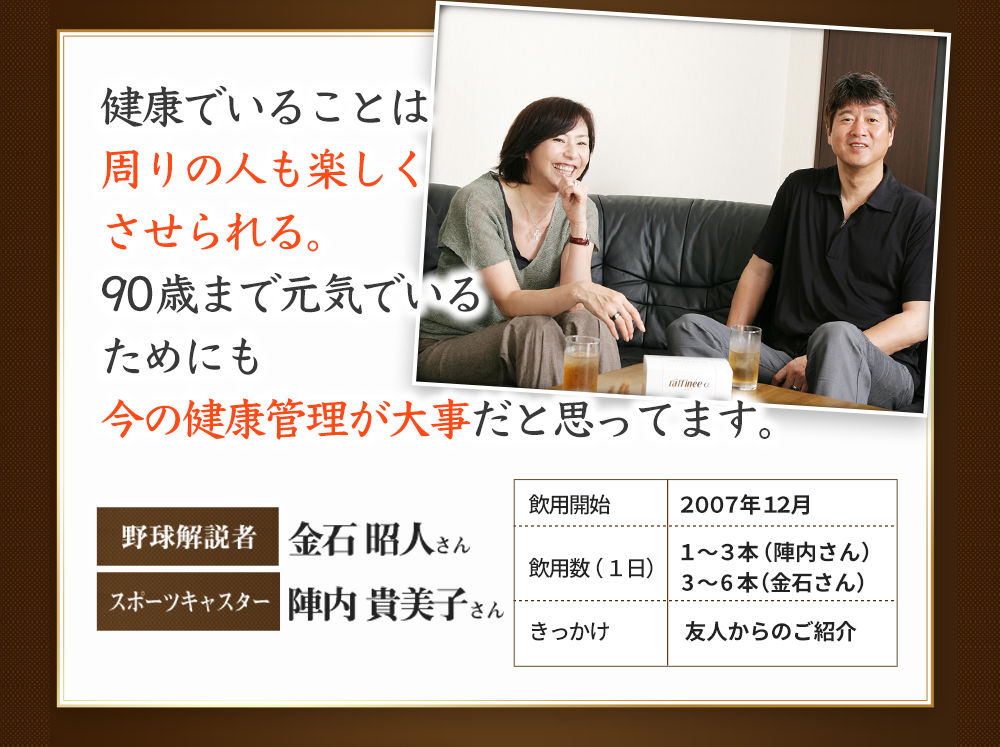 健康でいることは
周りの人も楽しく
させられる。
90歳まで元気でいる
ためにも
今の健康管理が大事だと思ってます。
raffinee α
野球解説者 金石 昭人さん
スポーツキャスター 陣内 貴美子さん
飲用開始 2007年12月
飲用数(1日) 1〜3本(陣内さん)
3〜6本(金石さん)
きっかけ 友人からのご紹介